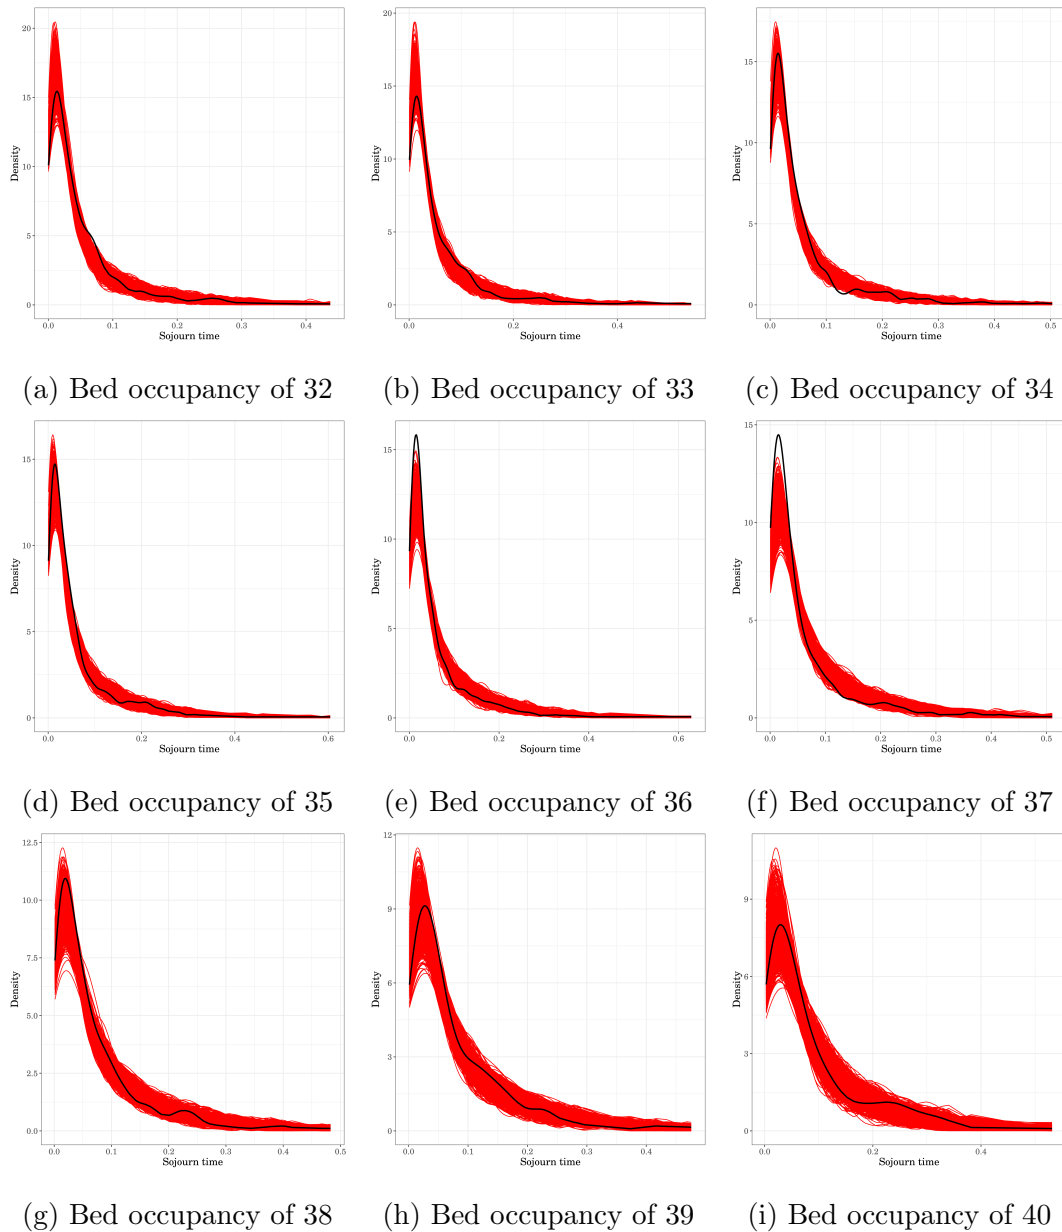 20
15
10
5
0
Density
0.0 0.1 0.2 0.3 0.4
Sojourn time
(a) Bed occupancy of 32
20
15
10
5
0
Density
0.0 0.2 0.4
Sojourn time
(b) Bed occupancy of 33
15
10
5
0
Density
0.0 0.1 0.2 0.3 0.4 0.5
Sojourn time
(c) Bed occupancy of 34
15
10
5
0
Density
0.0 0.2 0.4 0.6
Sojourn time
(d) Bed occupancy of 35
15
10
5
0
Density
0.0 0.2 0.4 0.6
Sojourn time
(e) Bed occupancy of 36
15
10
5
0
Density
0.0 0.1 0.2 0.3 0.4 0.5
Sojourn time
(f) Bed occupancy of 37
12.5
10.0
7.5
5.0
2.5
0.0
Density
0.0 0.1 0.2 0.3 0.4 0.5
Sojourn time
(g) Bed occupancy of 38
12
9
6
3
0
Density
0.0 0.1 0.2 0.3 0.4
Sojourn time
(h) Bed occupancy of 39
9
6
3
0
Density
0.0 0.2 0.4
Sojourn time
(i) Bed occupancy of 40